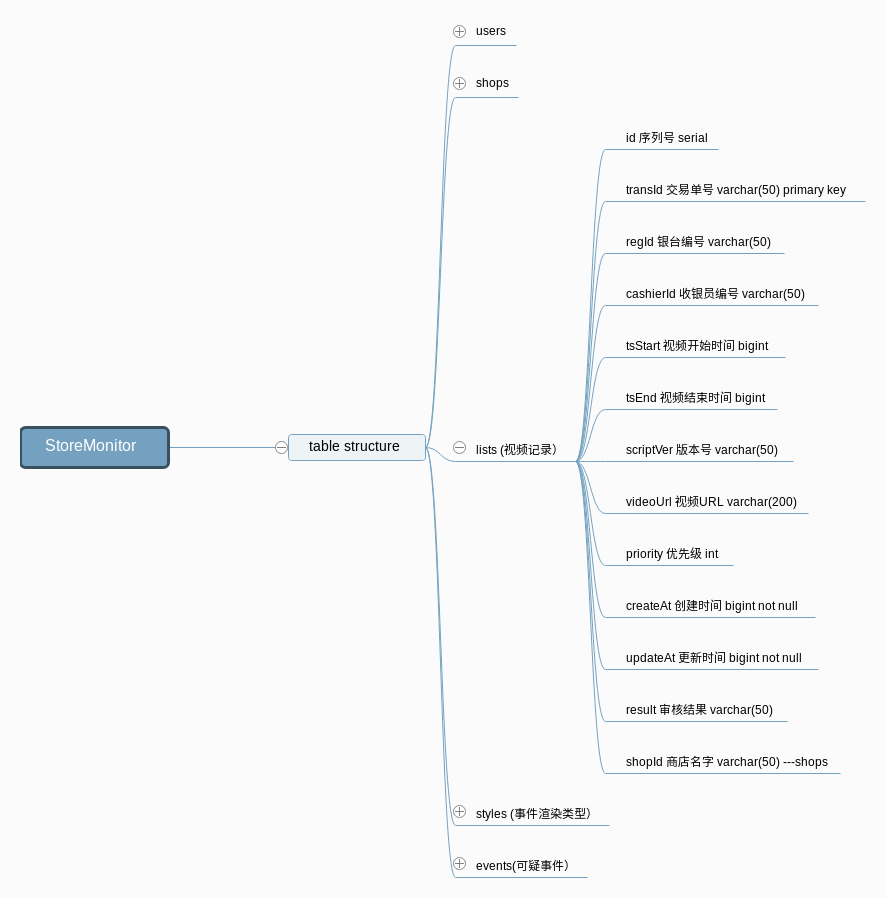 StoreMonitor
table structure
users
shops
lists (视频记录）
id 序列号 serial
transId 交易单号 varchar(50) primary key
regId 银台编号 varchar(50)
cashierId 收银员编号 varchar(50)
tsStart 视频开始时间 bigint
tsEnd 视频结束时间 bigint
scriptVer 版本号 varchar(50)
videoUrl 视频URL varchar(200)
priority 优先级 int
createAt 创建时间 bigint not null
updateAt 更新时间 bigint not null
result 审核结果 varchar(50)
shopId 商店名字 varchar(50) ---shops
styles (事件渲染类型）
events(可疑事件）